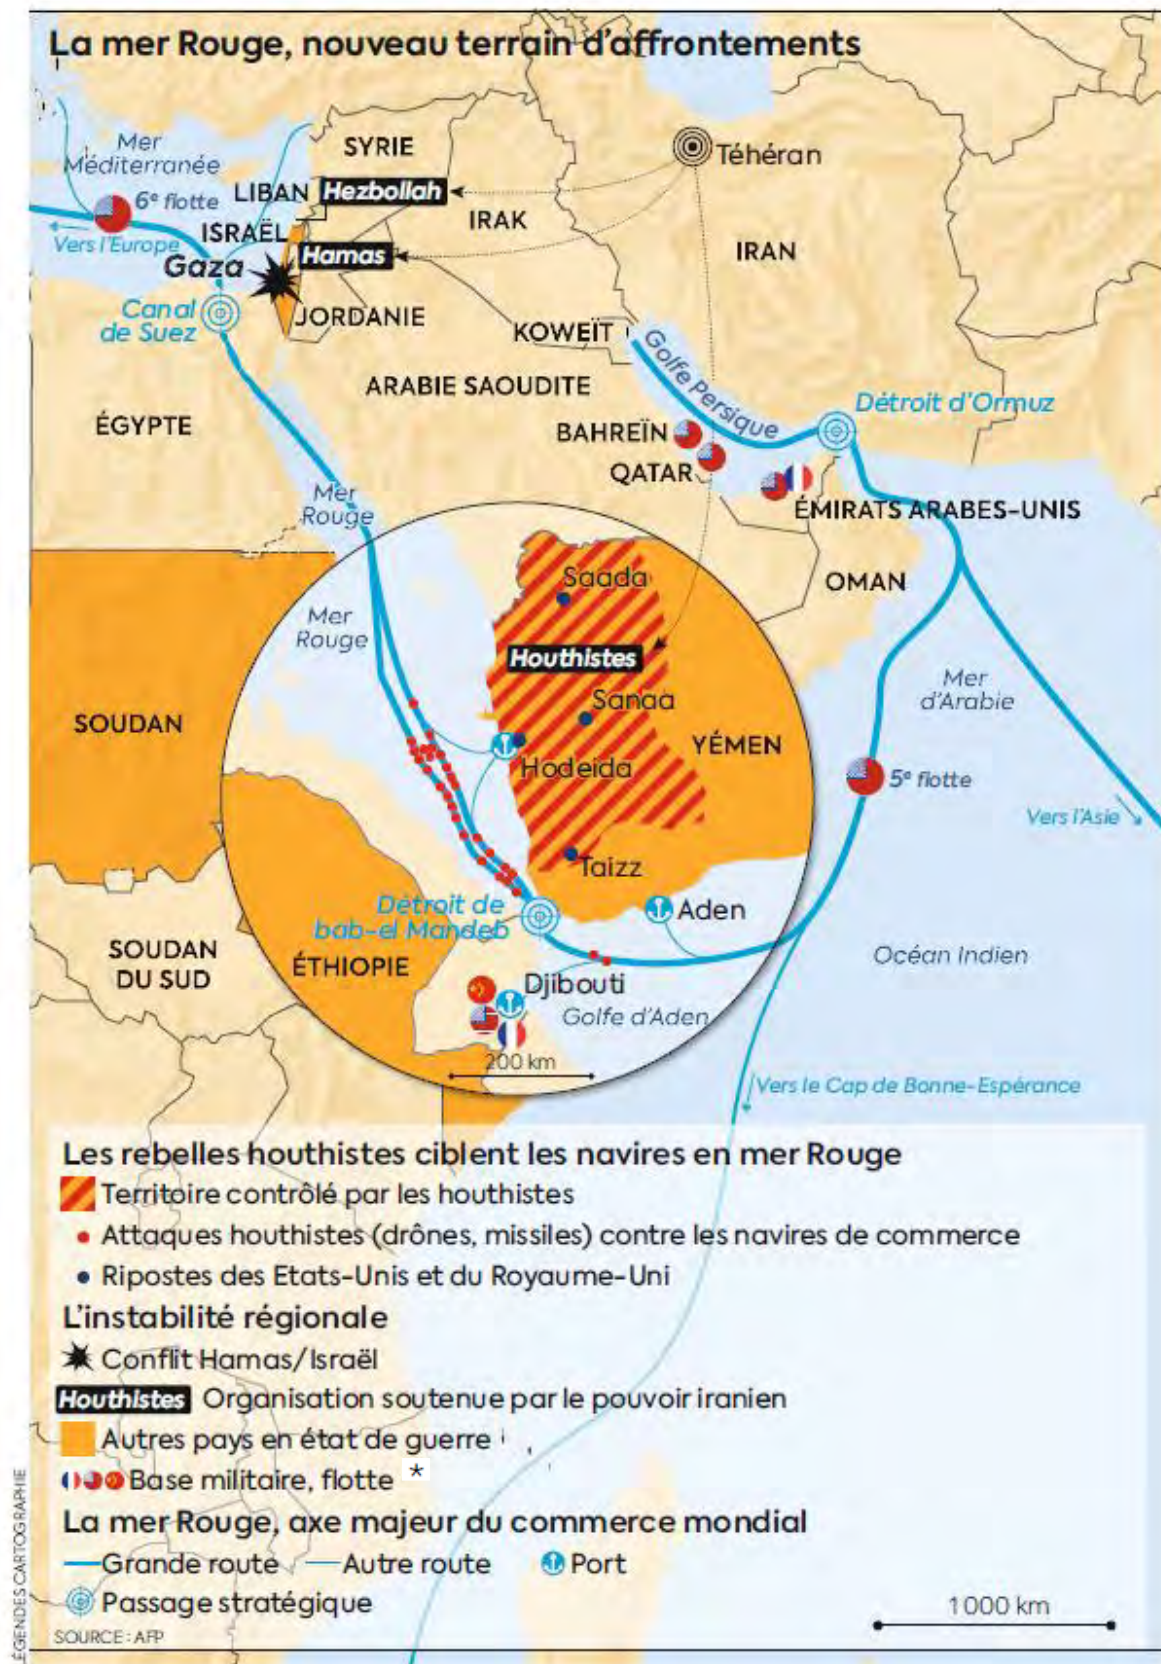 La mer Rouge, nouveau terrain d'affrontements
Mer
Méditerranée
SYRIE
Téhéran
LIBAN Hezbollah
6e flotte
IRAK
ISRAËL
Vers l'Europe
Hamas
IRAN
Gaza
Canal
de Suez
JORDANIE
KOWEÏT
Golfe Persique
ARABIE SAOUDITE
Détroit d'Ormuz
ÉGYPTE
BAHREÏN
QATAR
Mer
Rouge
ÉMIRATS ARABES-UNIS
Saada
OMAN
Mer
Rouge
Houthistes
Mer
d'Arabie
Sanaa
SOUDAN
YÉMEN
Hodeida
5e flotte
Vers l'Asie
Taizz
Détroit de
bab-el Mandeb
Aden
SOUDAN
DU SUD
ÉTHIOPIE
Océan Indien
Djibouti
Golfe d'Aden
200 km
Vers le Cap de Bonne-Espérance
Les rebelles houthistes ciblent les navires en mer Rouge
Territoire contrôlé par les houthistes
Attaques houthistes (drônes, missiles) contre les navires de commerce
Ripostes des Etats-Unis et du Royaume-Uni
L'instabilité régionale
Conflit Hamas/Israël
Houthistes Organisation soutenue par le pouvoir iranien
Autres pays en état de guerre
Base militaire, flotte *
La mer Rouge, axe majeur du commerce mondial
Grande route Autre route Port
Passage stratégique
1 000 km
SOURCE : AFP
LÉGENDES CARTOGRAPHIE